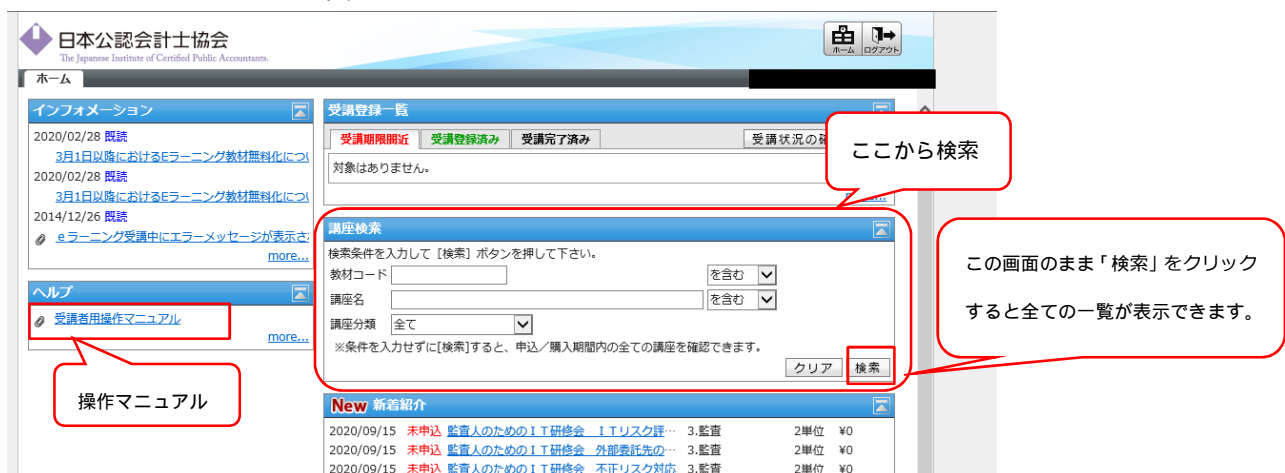 日本公認会計士協会
The Japanese Institute of Certified Public Accountants.
ホーム
ログアウト
ホーム
インフォメーション
2020/02/28 既読
3月1日以降におけるEラーニング教材無料化につい
2020/02/28 既読
3月1日以降におけるEラーニング教材無料化につい
2014/12/26 既読
eラーニング受講中にエラーメッセージが表示さ
more...
ヘルプ
受講者用操作マニュアル
more...
操作マニュアル
受講登録一覧
受講期限間近 受講登録済み 受講完了済み 受講状況の
対象はありません。
ここから検索
講座検索
検索条件を入力して［検索］ボタンを押して下さい。
教材コード を含む
講座名 を含む
講座分類 全て
※条件を入力せずに[検索]すると、申込／購入期間内の全ての講座を確認できます。
クリア 検索
この画面のまま「検索」をクリック
すると全ての一覧が表示できます。
New 新着紹介
2020/09/15 未申込 監査人のためのＩＴ研修会　ＩＴリスク評… 3.監査 2単位 ¥0
2020/09/15 未申込 監査人のためのＩＴ研修会　外部委託先の… 3.監査 2単位 ¥0
2020/09/15 未申込 監査人のためのＩＴ研修会　不正リスク対応 3.監査 2単位 ¥0